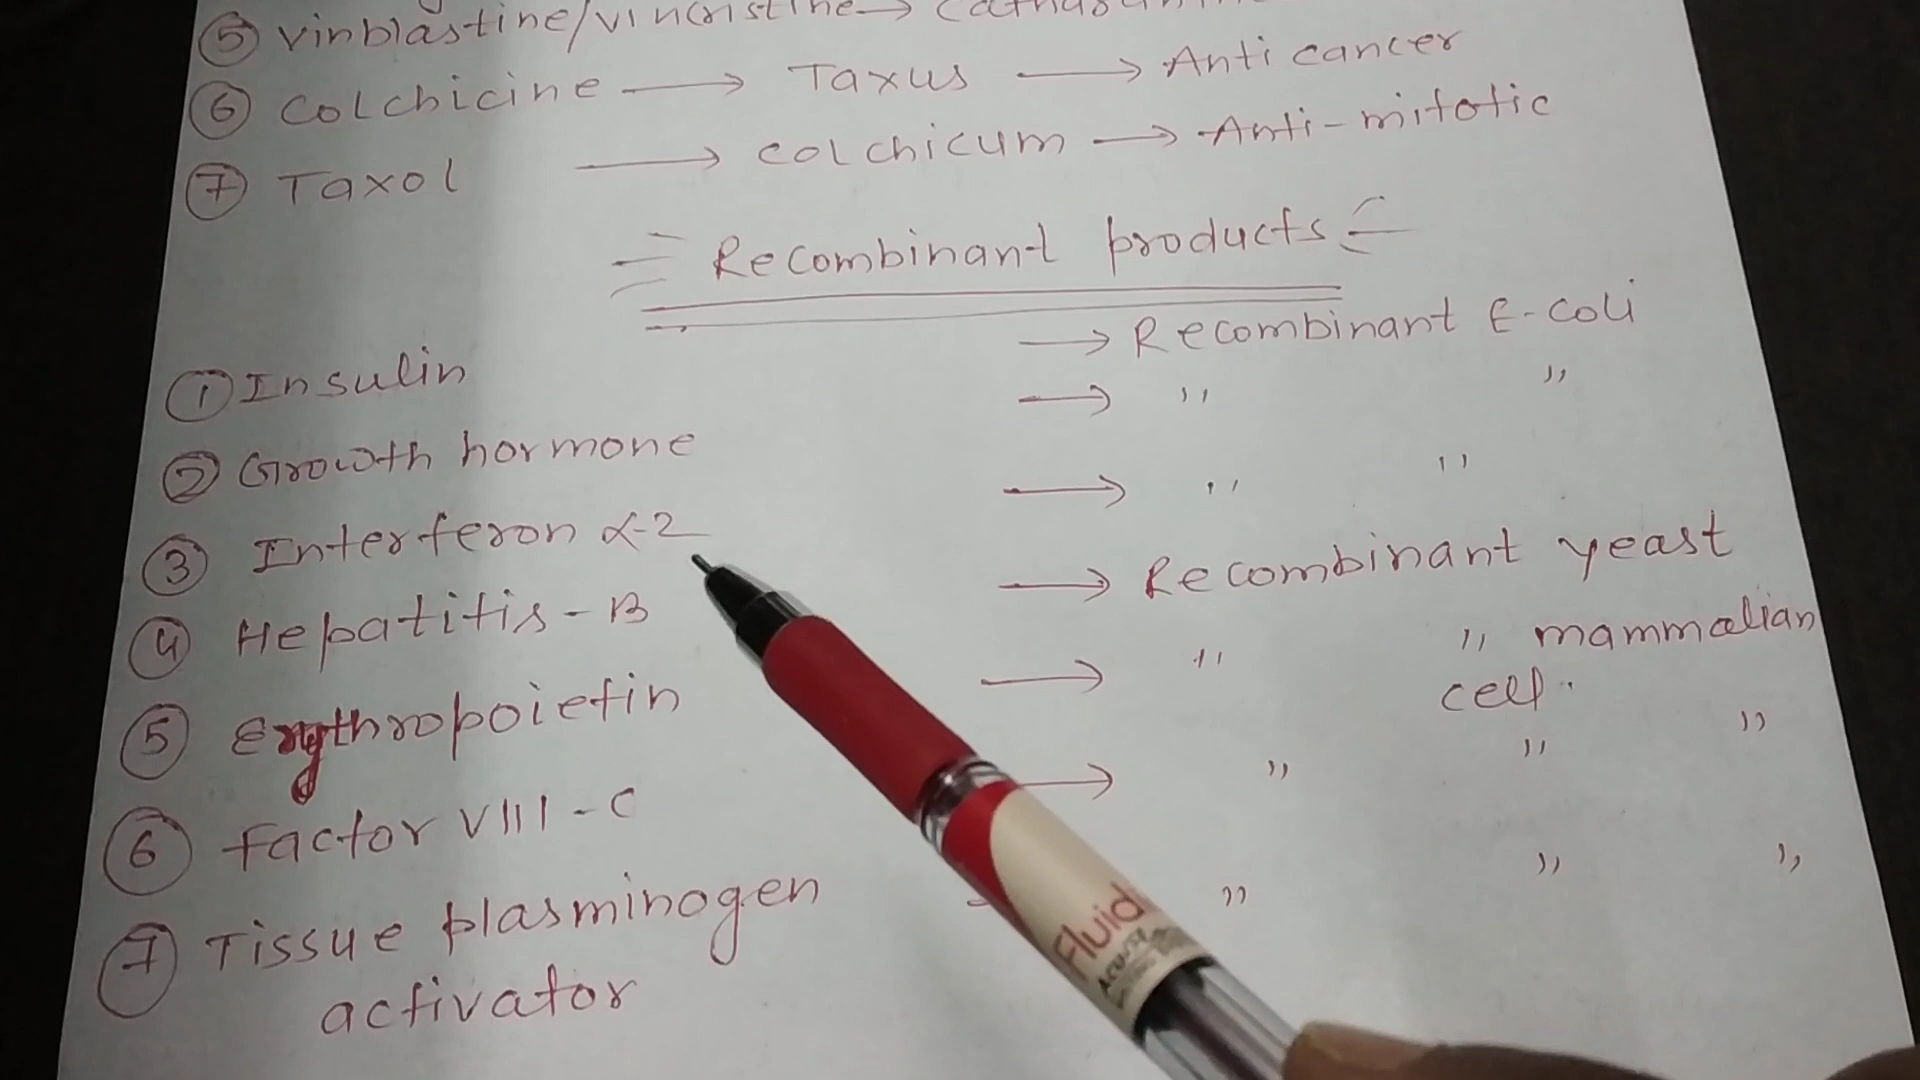 ⑤ Vinblastine/Vincristine →
⑥ Colchicine → Taxus → Anti cancer
⑦ Taxol → Colchicum → Anti-mitotic
Recombinant products
① Insulin → Recombinant E-coli
② Growth hormone → " "
③ Interferon α-2 → " "
④ Hepatitis-B → Recombinant yeast
⑤ Erythropoietin → " " mammalian cell.
⑥ Factor VIII-C → " " "
⑦ Tissue plasminogen " " "
activator
Fluidi